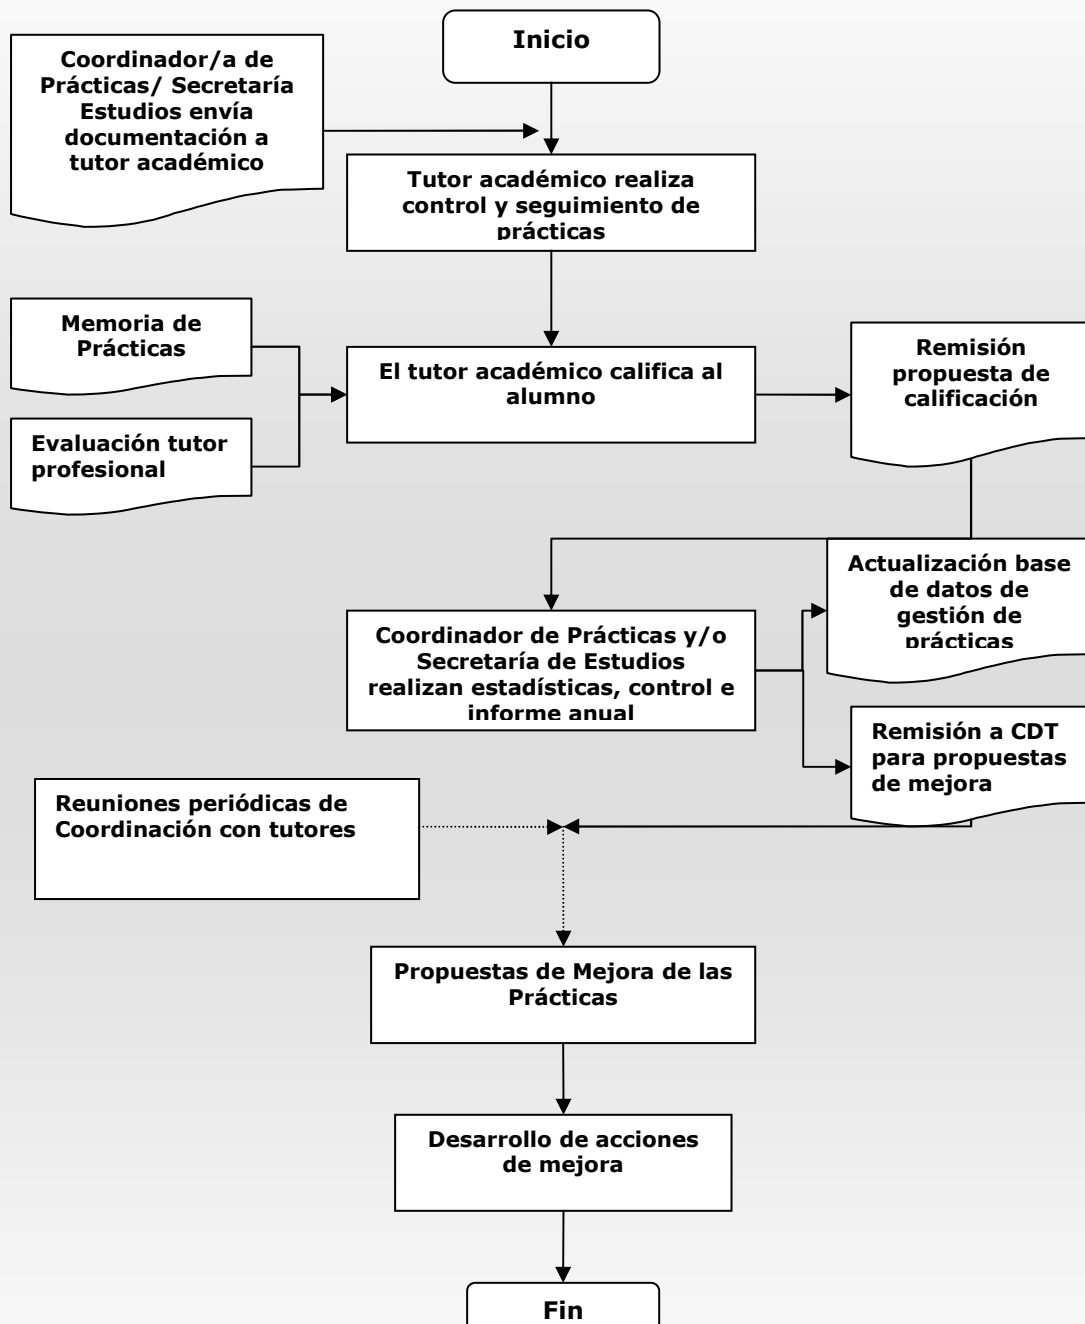 Inicio
Coordinador/a de
Prácticas/ Secretaría
Estudios envía
documentación a
tutor académico
Tutor académico realiza
control y seguimiento de
prácticas
Memoria de
Prácticas
El tutor académico califica al
alumno
Remisión
propuesta de
calificación
Evaluación tutor
profesional
Actualización base
de datos de
gestión de
prácticas
Coordinador de Prácticas y/o
Secretaría de Estudios
realizan estadísticas, control e
informe anual
Remisión a CDT
para propuestas
de mejora
Reuniones periódicas de
Coordinación con tutores
Propuestas de Mejora de las
Prácticas
Desarrollo de acciones
de mejora
Fin